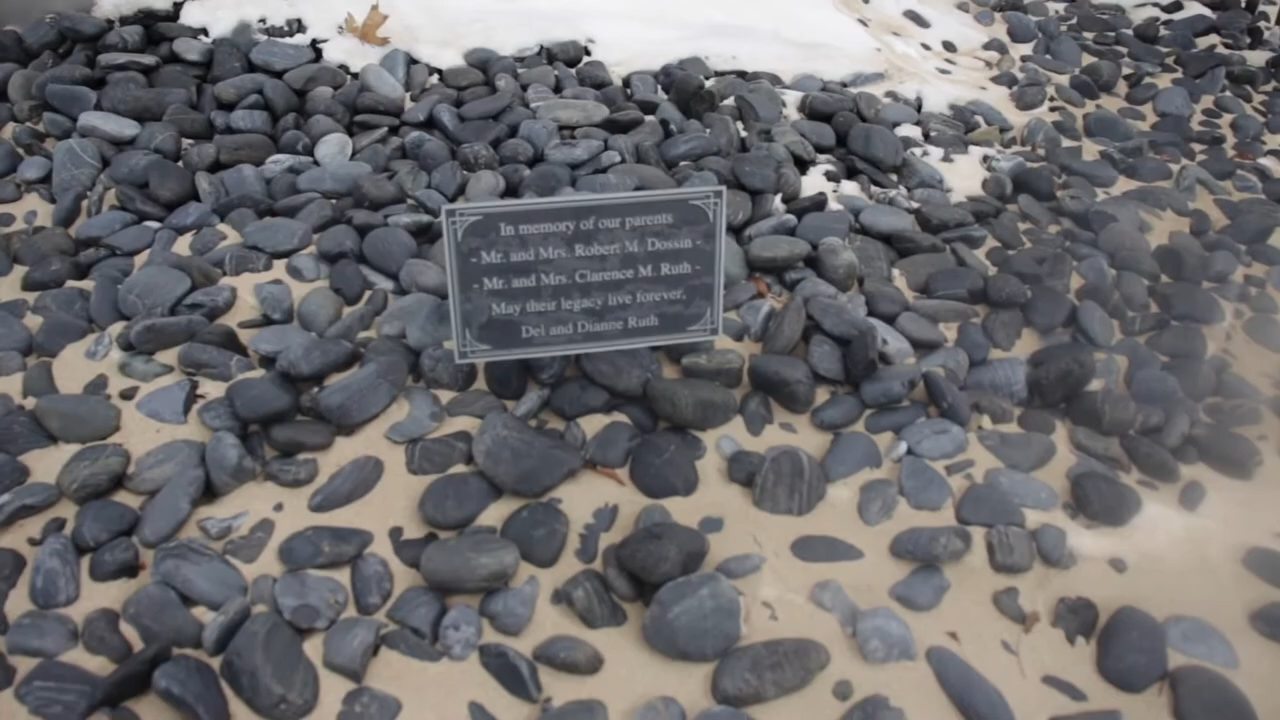 In memory of our parents
- Mr. and Mrs. Robert M. Dossin -
- Mr. and Mrs. Clarence M. Ruth -
May their legacy live forever,
Del and Dianne Ruth